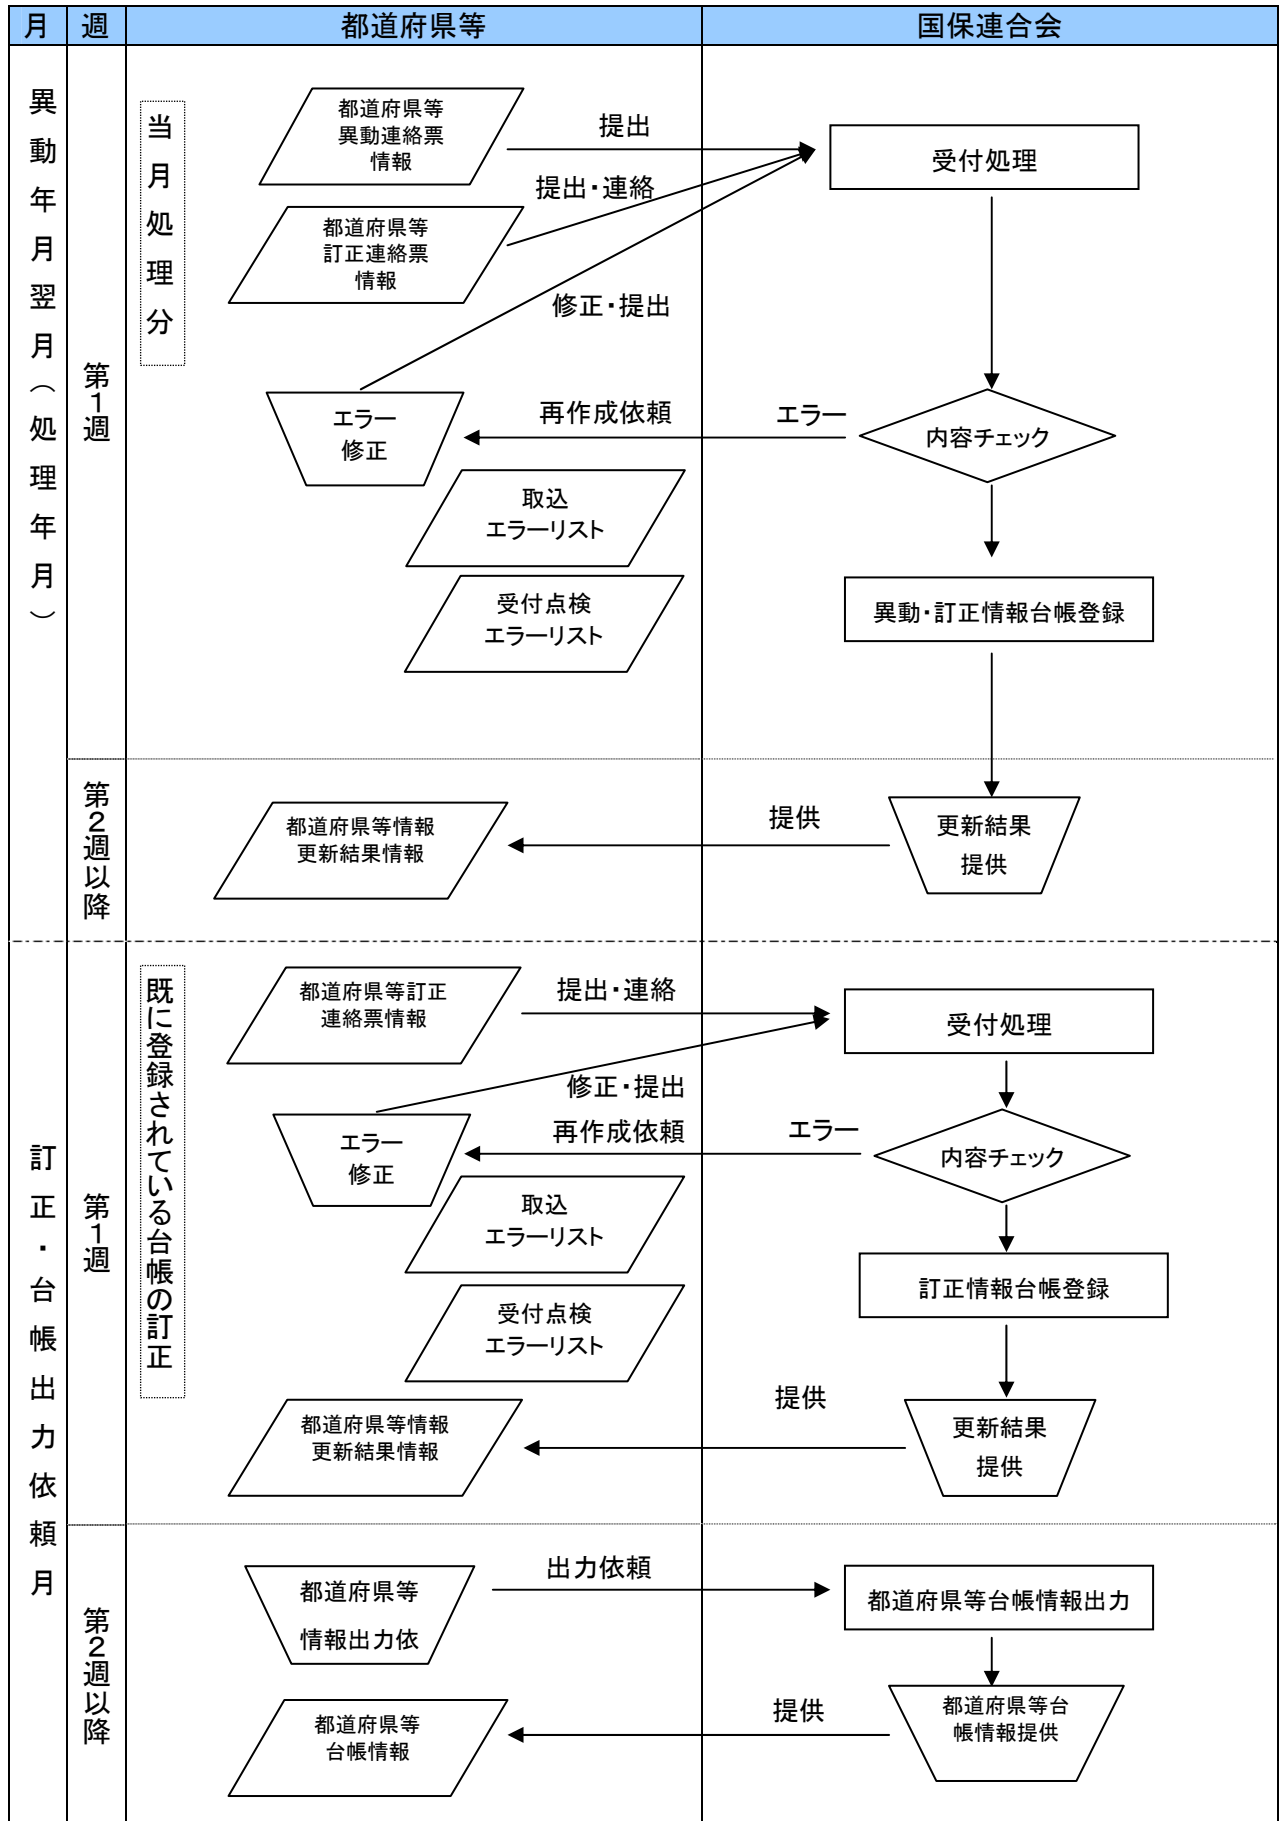 月
週
都道府県等
国保連合会
異動年月翌月（処理年月）
第1週
当月処理分
都道府県等
異動連絡票
情報
提出
受付処理
提出・連絡
都道府県等
訂正連絡票
情報
修正・提出
エラー
修正
再作成依頼
エラー
内容チェック
取込
エラーリスト
受付点検
エラーリスト
異動・訂正情報台帳登録
第2週以降
都道府県等情報
更新結果情報
提供
更新結果
提供
訂正・台帳出力依頼月
第1週
既に登録されている台帳の訂正
都道府県等訂正
連絡票情報
提出・連絡
受付処理
修正・提出
エラー
修正
再作成依頼
エラー
内容チェック
取込
エラーリスト
訂正情報台帳登録
受付点検
エラーリスト
都道府県等情報
更新結果情報
提供
更新結果
提供
第2週以降
都道府県等
情報出力依
出力依頼
都道府県等台帳情報出力
都道府県等
台帳情報
提供
都道府県等台
帳情報提供